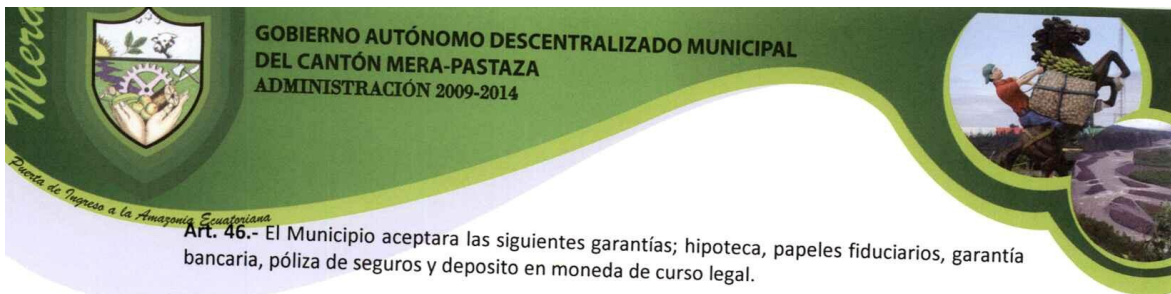 Mera
GOBIERNO AUTÓNOMO DESCENTRALIZADO MUNICIPAL
DEL CANTÓN MERA-PASTAZA
ADMINISTRACIÓN 2009-2014
Puerta de Ingreso a la Amazonia Ecuatoriana
Art. 46.- El Municipio aceptara las siguientes garantías; hipoteca, papeles fiduciarios, garantía
bancaria, póliza de seguros y deposito en moneda de curso legal.